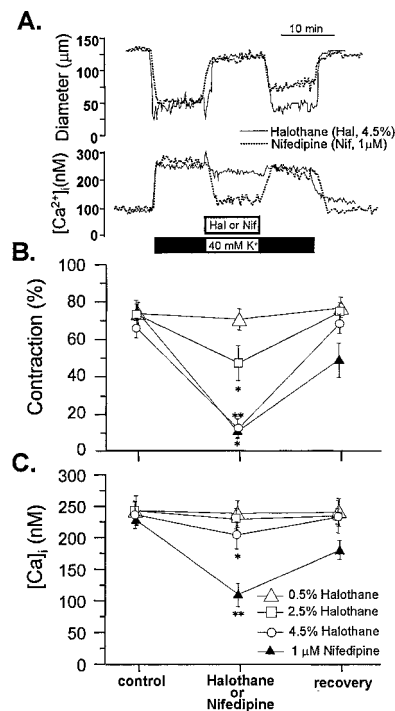 A.
10 min
Diameter (µm)
150
100
50
0
Halothane (Hal, 4.5%)
Nifedipine (Nif, 1µM)
[Ca²⁺]i(nM)
300
200
100
0
Hal or Nif
40 mM K⁺
B.
Contraction (%)
80
60
40
20
0
*
**
*
*
C.
[Ca]i (nM)
300
250
200
150
100
50
0
*
**
0.5% Halothane
2.5% Halothane
4.5% Halothane
1 µM Nifedipine
control
Halothane
or
Nifedipine
recovery